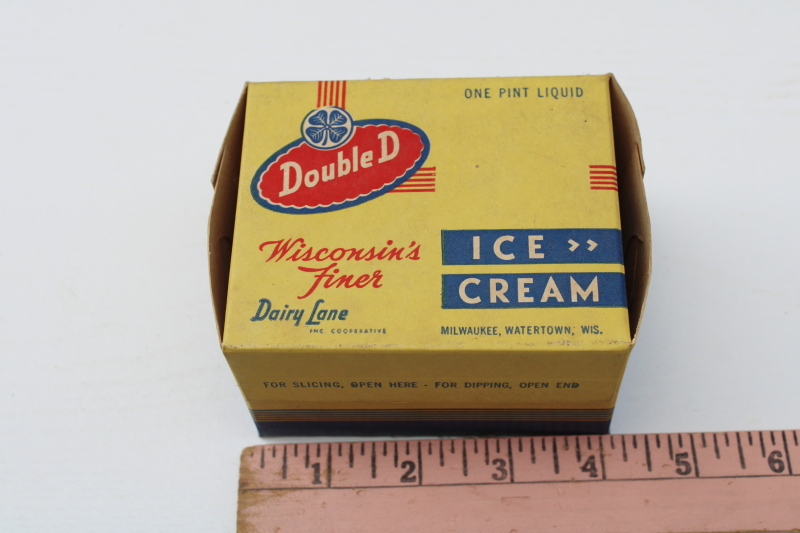 ONE PINT LIQUID
Double D
Wisconsin's
finer
Dairy Lane
INC. COOPERATIVE
ICE >>
CREAM
MILWAUKEE, WATERTOWN, WIS.
FOR SLICING, OPEN HERE - FOR DIPPING, OPEN END
1 2 3 4 5 6